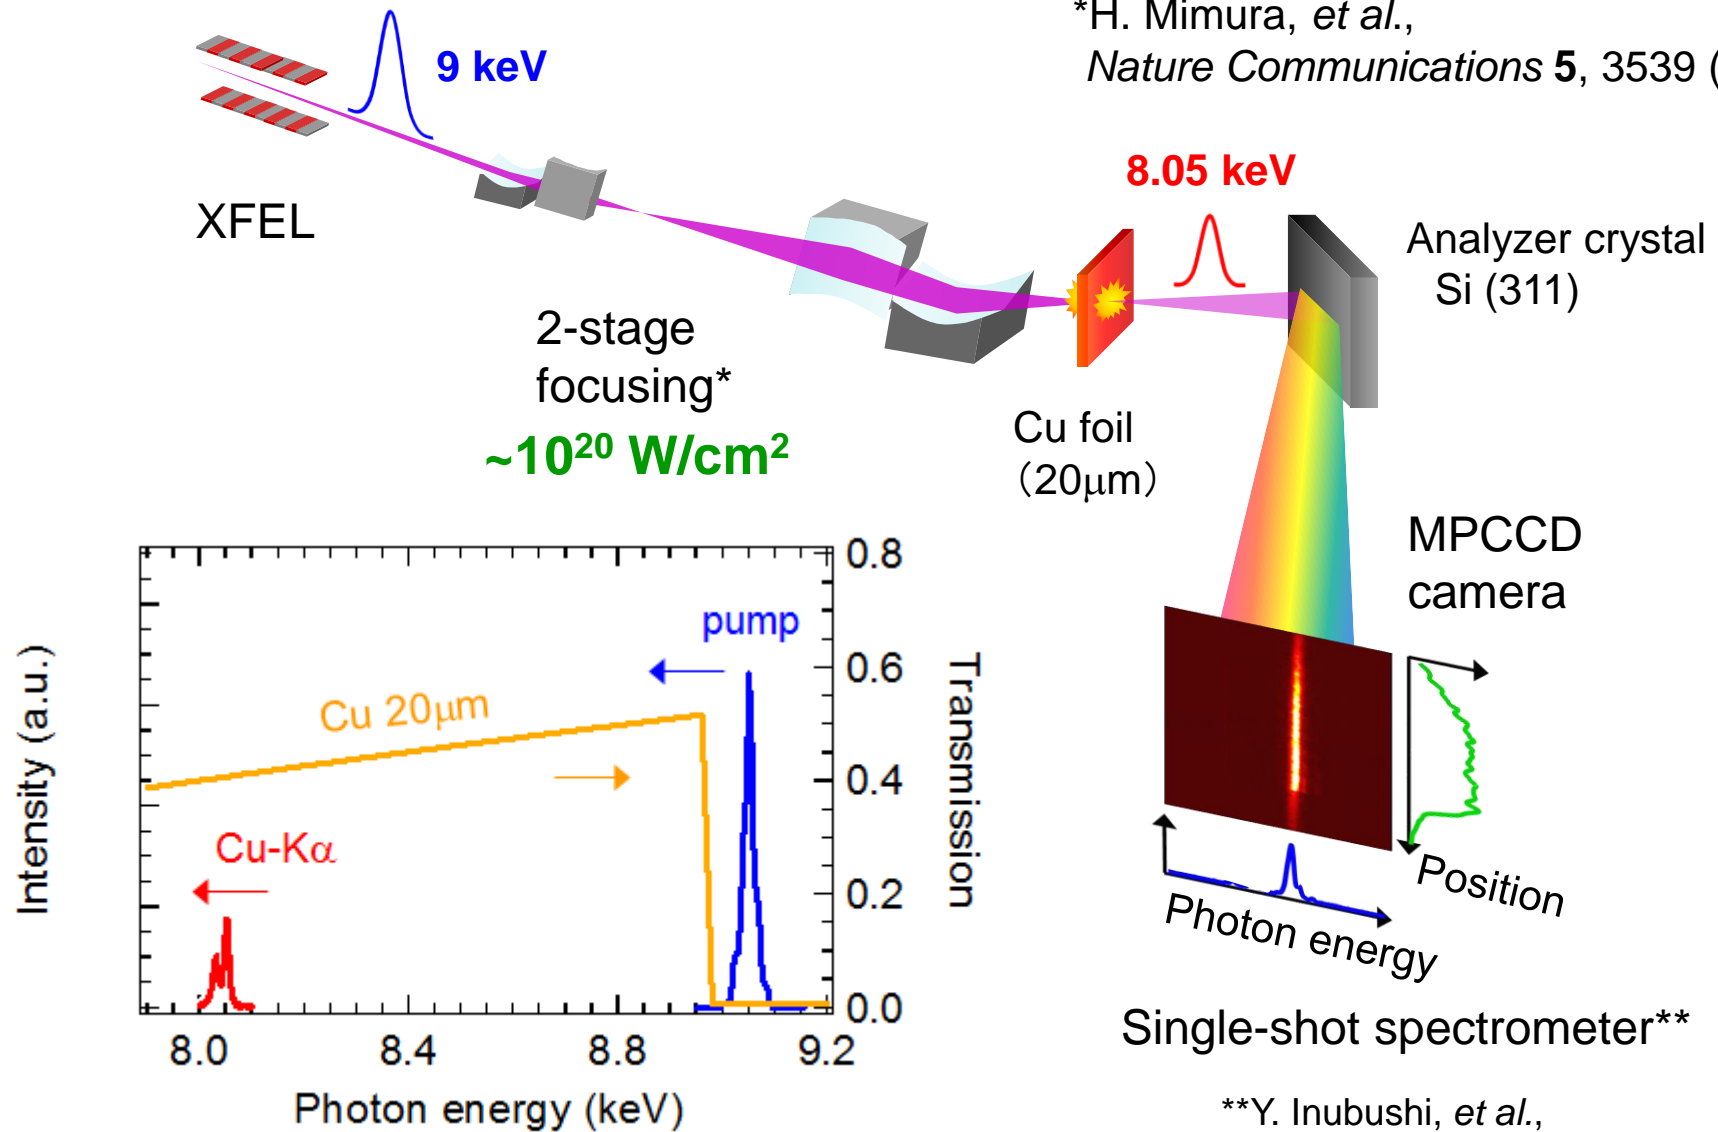 *H. Mimura, et al.,
Nature Communications 5, 3539 (
9 keV
XFEL
8.05 keV
Analyzer crystal
Si (311)
2-stage
focusing*
~10²⁰ W/cm²
Cu foil
（20μm）
MPCCD
camera
Position
Photon energy
Single-shot spectrometer**
**Y. Inubushi, et al.,
Intensity (a.u.)
Transmission
pump
Cu 20μm
Cu-Kα
0.8
0.6
0.4
0.2
0.0
8.0 8.4 8.8 9.2
Photon energy (keV)